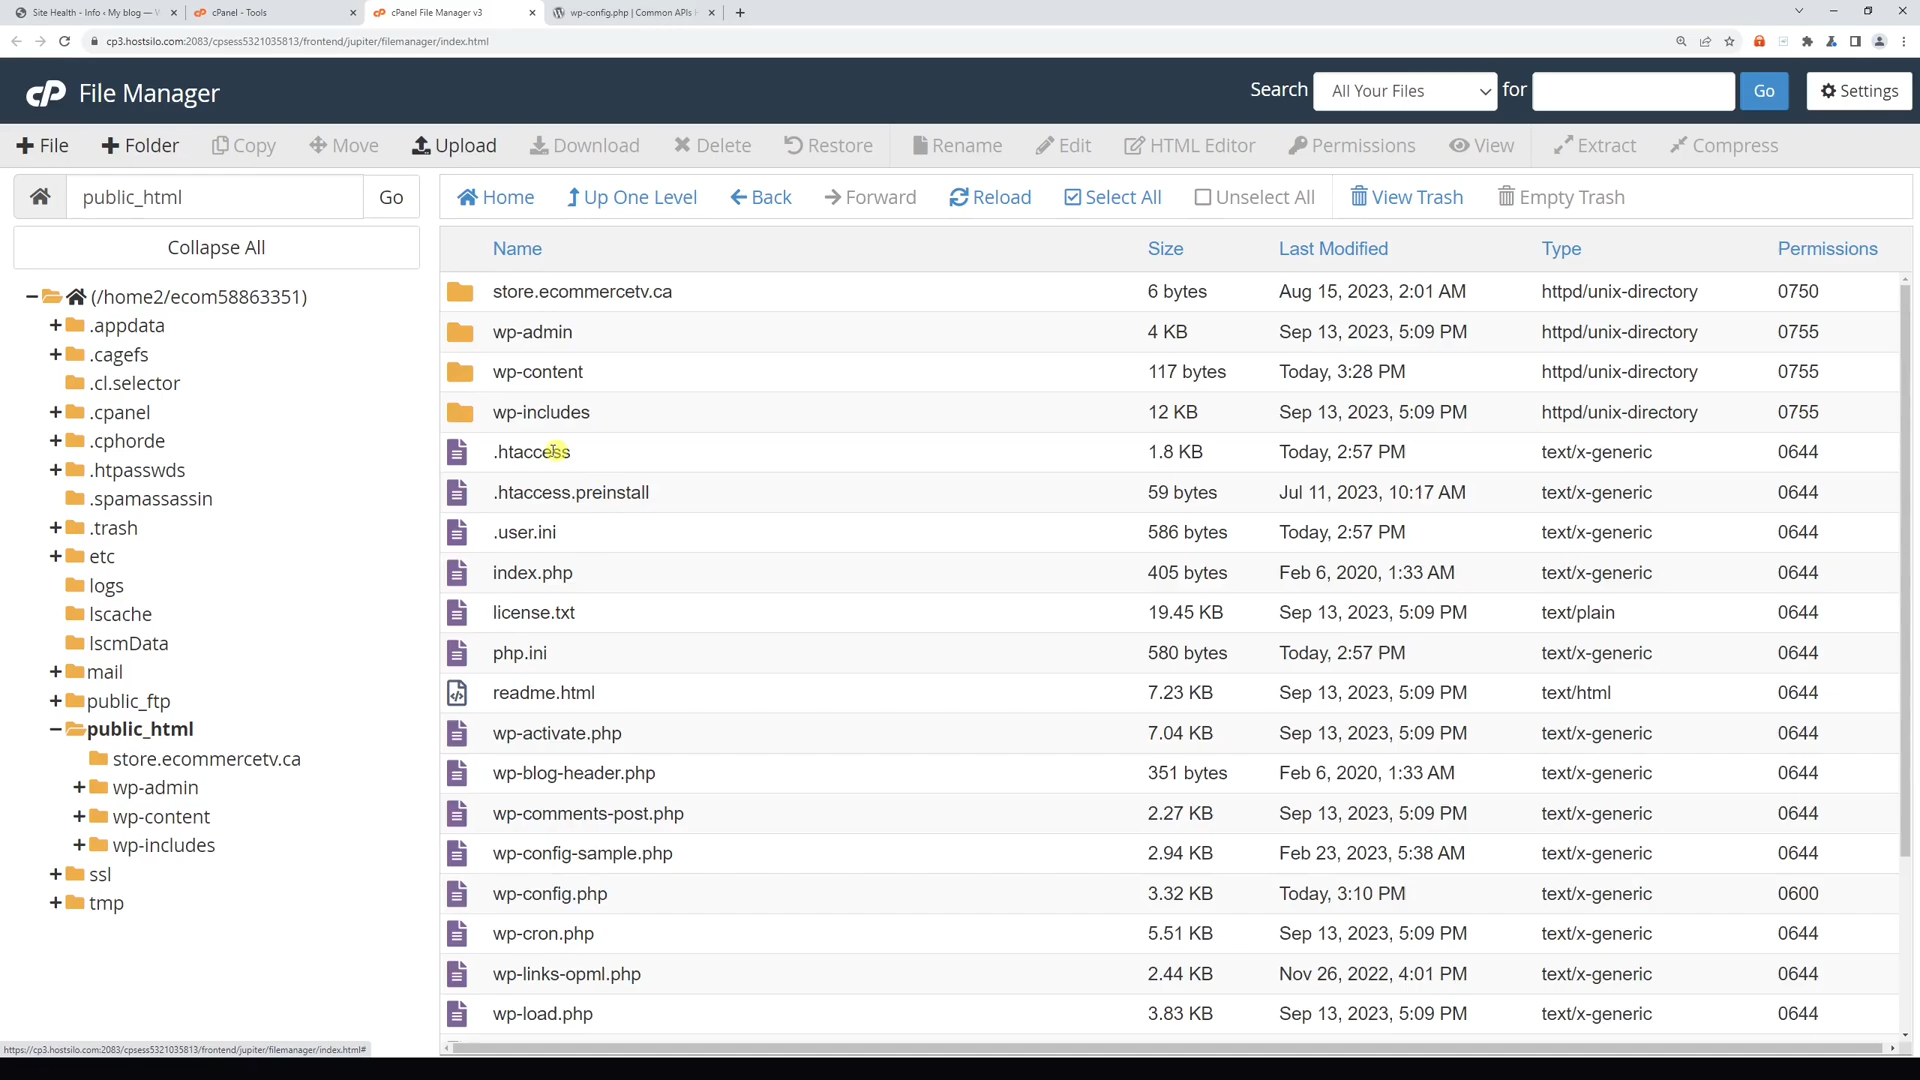 Site Health - Info ‹ My blog —
cPanel - Tools
cPanel File Manager v3
wp-config.php | Common APIs
cp3.hostsilo.com:2083/cpsess5321035813/frontend/jupiter/filemanager/index.html
cP File Manager
Search All Your Files for Go Settings
File Folder Copy Move Upload Download Delete Restore Rename Edit HTML Editor Permissions View Extract Compress
public_html Go
Home Up One Level Back Forward Reload Select All Unselect All View Trash Empty Trash
Collapse All
(/home2/ecom58863351)
.appdata
.cagefs
.cl.selector
.cpanel
.cphorde
.htpasswds
.spamassassin
.trash
etc
logs
lscache
lscmData
mail
public_ftp
public_html
store.ecommercetv.ca
wp-admin
wp-content
wp-includes
ssl
tmp
Name Size Last Modified Type Permissions
store.ecommercetv.ca 6 bytes Aug 15, 2023, 2:01 AM httpd/unix-directory 0750
wp-admin 4 KB Sep 13, 2023, 5:09 PM httpd/unix-directory 0755
wp-content 117 bytes Today, 3:28 PM httpd/unix-directory 0755
wp-includes 12 KB Sep 13, 2023, 5:09 PM httpd/unix-directory 0755
.htaccess 1.8 KB Today, 2:57 PM text/x-generic 0644
.htaccess.preinstall 59 bytes Jul 11, 2023, 10:17 AM text/x-generic 0644
.user.ini 586 bytes Today, 2:57 PM text/x-generic 0644
index.php 405 bytes Feb 6, 2020, 1:33 AM text/x-generic 0644
license.txt 19.45 KB Sep 13, 2023, 5:09 PM text/plain 0644
php.ini 580 bytes Today, 2:57 PM text/x-generic 0644
readme.html 7.23 KB Sep 13, 2023, 5:09 PM text/html 0644
wp-activate.php 7.04 KB Sep 13, 2023, 5:09 PM text/x-generic 0644
wp-blog-header.php 351 bytes Feb 6, 2020, 1:33 AM text/x-generic 0644
wp-comments-post.php 2.27 KB Sep 13, 2023, 5:09 PM text/x-generic 0644
wp-config-sample.php 2.94 KB Feb 23, 2023, 5:38 AM text/x-generic 0644
wp-config.php 3.32 KB Today, 3:10 PM text/x-generic 0600
wp-cron.php 5.51 KB Sep 13, 2023, 5:09 PM text/x-generic 0644
wp-links-opml.php 2.44 KB Nov 26, 2022, 4:01 PM text/x-generic 0644
wp-load.php 3.83 KB Sep 13, 2023, 5:09 PM text/x-generic 0644
https://cp3.hostsilo.com:2083/cpsess5321035813/frontend/jupiter/filemanager/index.html#